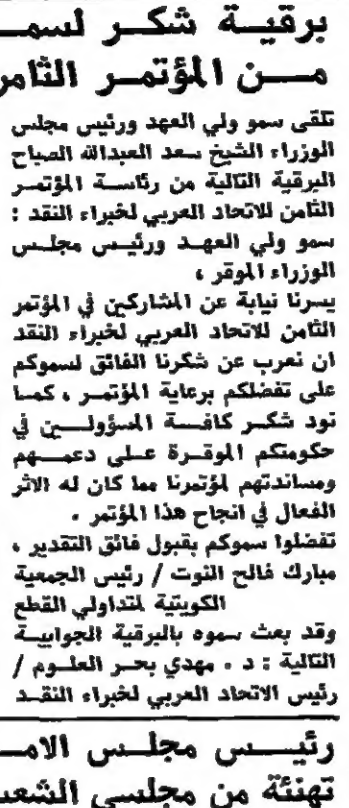 برقية شكر لسمـ
من المؤتمر الثامن
تلقى سمو ولي العهد ورئيس مجلس
الوزراء الشيخ سعد العبدالله الصباح
البرقية التالية من رئاسة المؤتمر
الثامن للاتحاد العربي لخبراء النقد :
سمو ولي العهد ورئيس مجلس
الوزراء الموقر ،
يسرنا نيابة عن المشاركين في المؤتمر
الثامن للاتحاد العربي لخبراء النقد
ان نعرب عن شكرنا الفائق لسموكم
على تفضلكم برعاية المؤتمر ، كما
نود شكر كافة المسؤولين في
حكومتكم الموقرة على دعمهم
ومساندتهم لمؤتمرنا مما كان له الاثر
الفعال في انجاح هذا المؤتمر .
تفضلوا سموكم بقبول فائق التقدير ،
مبارك فالح النوت / رئيس الجمعية
الكويتية لمتداولي القطع
وقد بعث سموه بالبرقية الجوابية
التالية : د . مهدي بحر العلوم /
رئيس الاتحاد العربي لخبراء النقد
رئيس مجلس الامـ
تهنئة من مجلسي الشعب